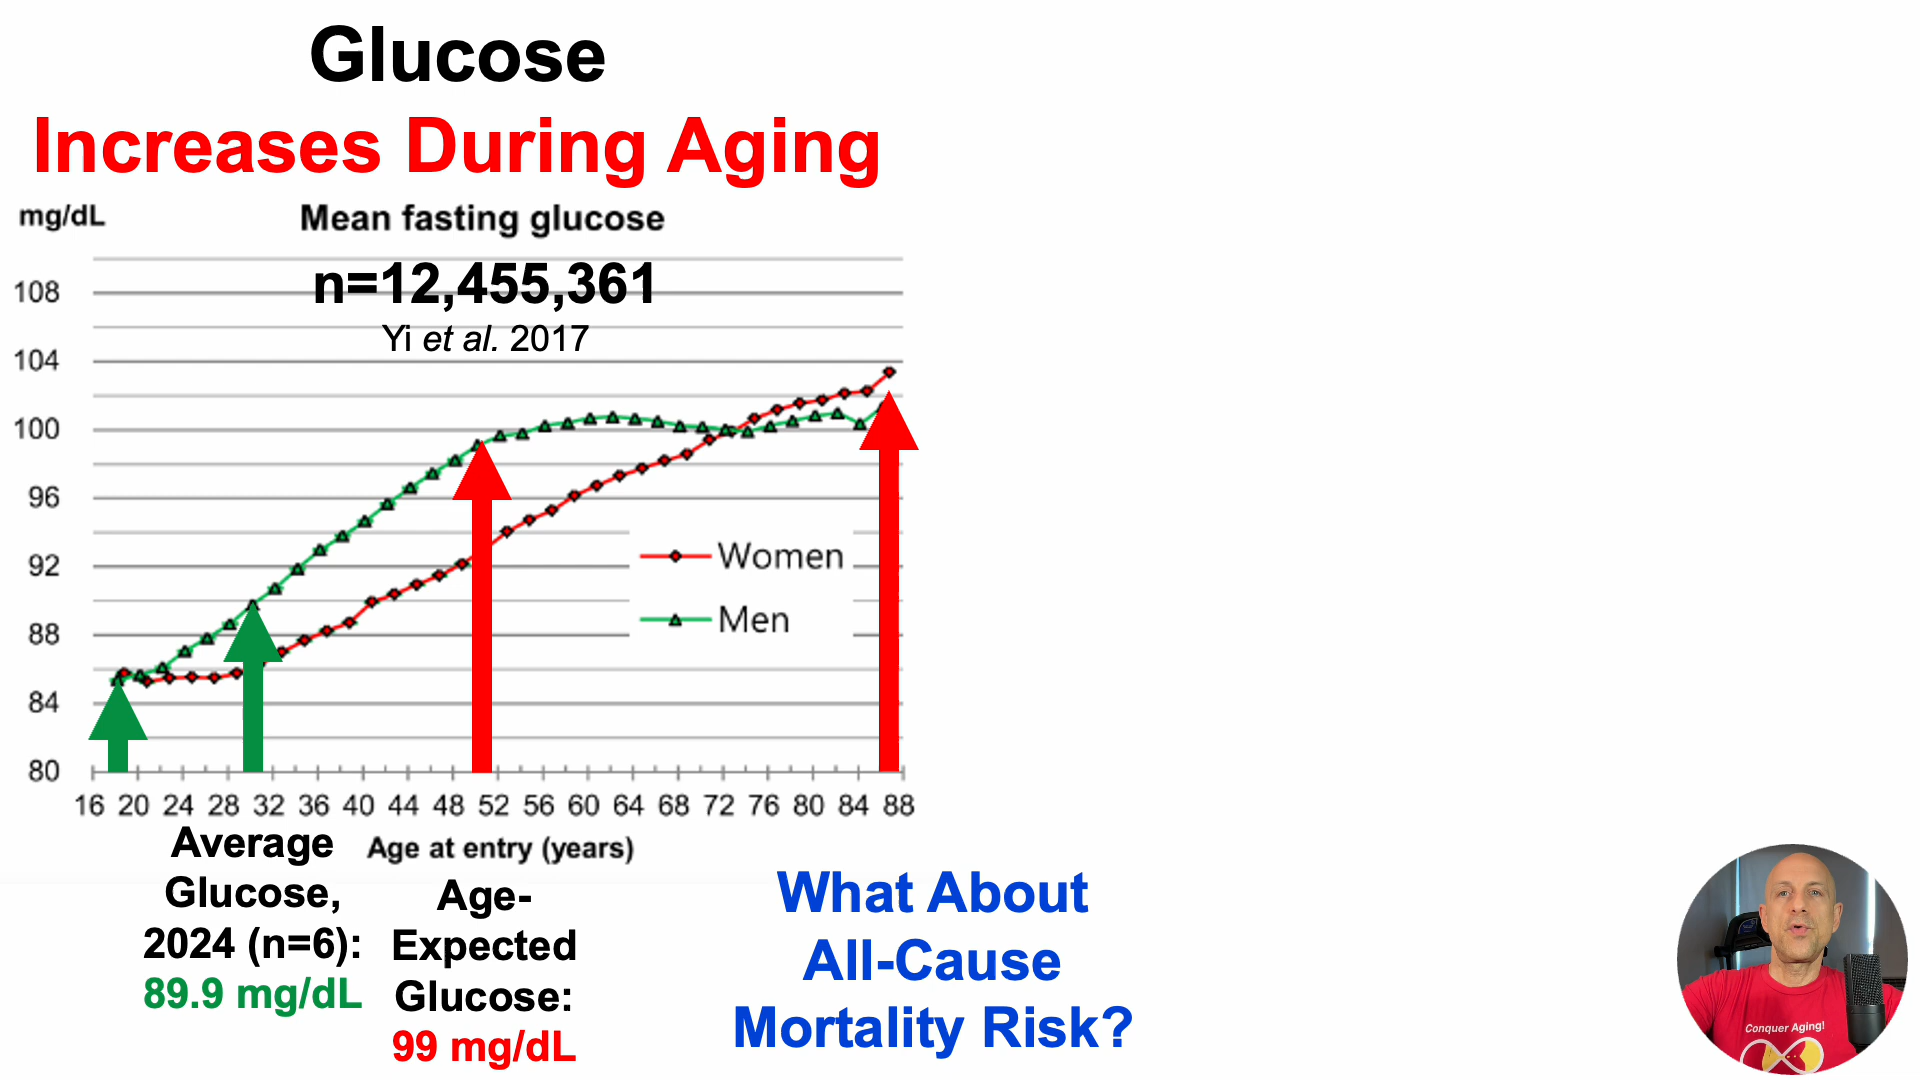 Glucose
Increases During Aging
mg/dL
Mean fasting glucose
n=12,455,361
Yi et al. 2017
108
104
100
96
92
88
84
80
Women
Men
16 20 24 28 32 36 40 44 48 52 56 60 64 68 72 76 80 84 88
Age at entry (years)
Average
Glucose,
2024 (n=6):
89.9 mg/dL
Age-
Expected
Glucose:
99 mg/dL
What About
All-Cause
Mortality Risk?
Conquer Aging!